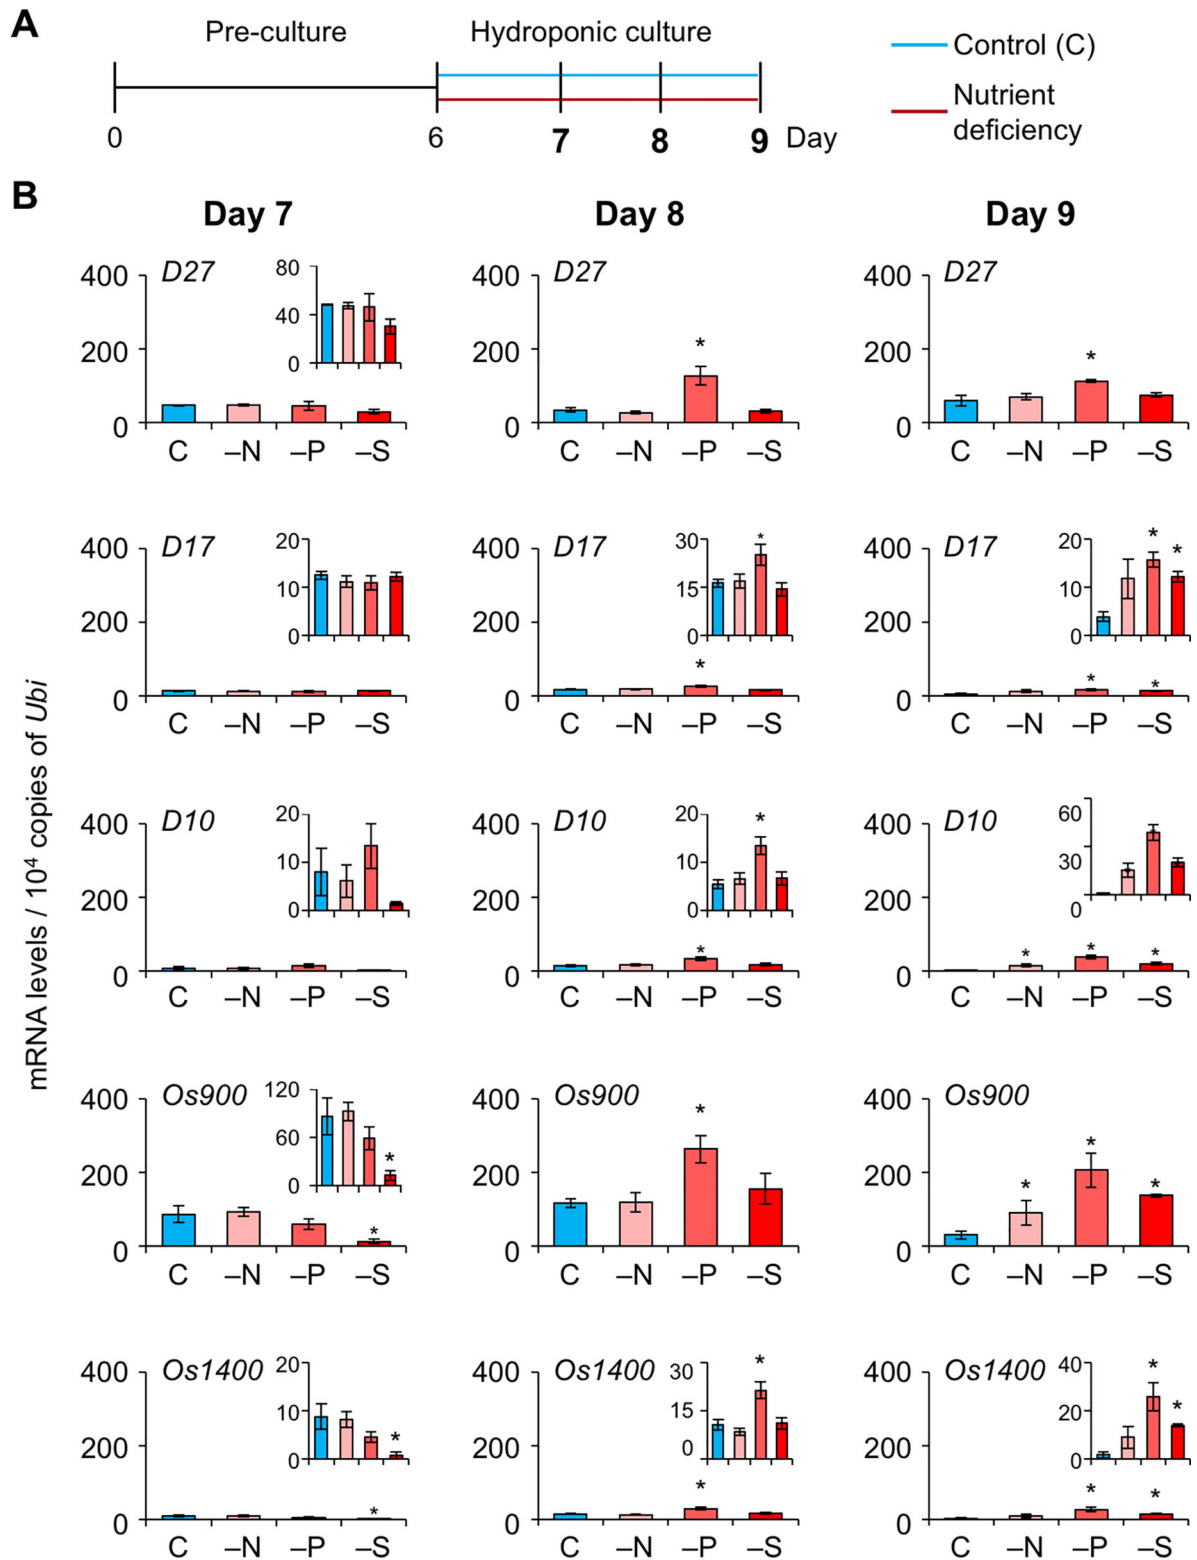 A
Pre-culture Hydroponic culture
Control (C)
Nutrient
deficiency
0 6 7 8 9 Day
B
Day 7 Day 8 Day 9
mRNA levels / 10⁴ copies of Ubi
D27
400
200
0
80
40
0
C –N –P –S
D27
400
200
0
*
C –N –P –S
D27
400
200
0
*
C –N –P –S
D17
400
200
0
20
10
0
C –N –P –S
D17
400
200
0
30
15
0
*
*
C –N –P –S
D17
400
200
0
20
10
0
* *
* *
C –N –P –S
D10
400
200
0
20
10
0
C –N –P –S
D10
400
200
0
20
10
0
*
*
C –N –P –S
D10
400
200
0
60
30
0
* * *
C –N –P –S
Os900
400
200
0
120
60
0
*
*
C –N –P –S
Os900
400
200
0
*
C –N –P –S
Os900
400
200
0
* * *
C –N –P –S
Os1400
400
200
0
20
10
0
*
*
C –N –P –S
Os1400
400
200
0
30
15
0
*
*
C –N –P –S
Os1400
400
200
0
40
20
0
* *
* *
C –N –P –S